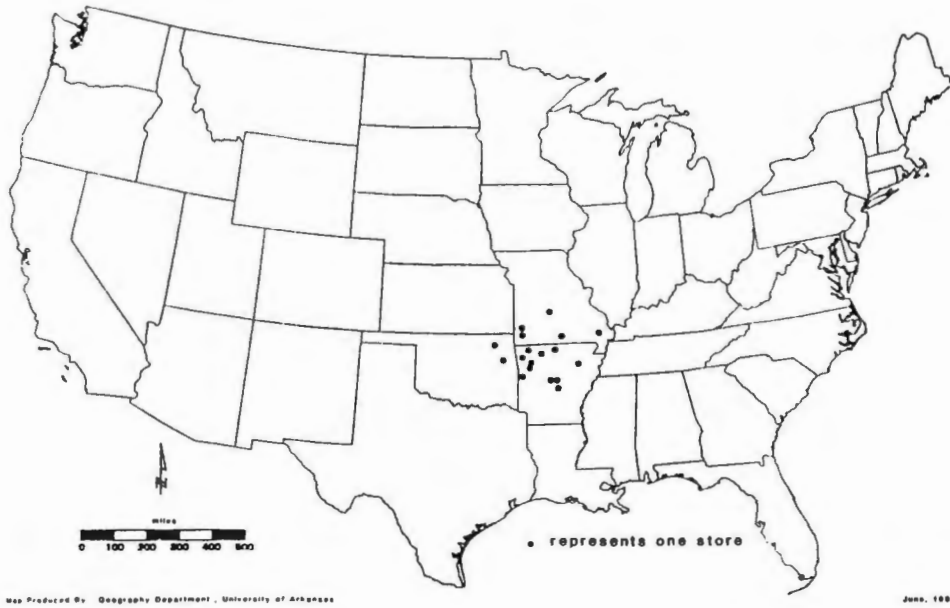 N
miles
0 100 200 300 400 500
• represents one store
Map Produced By Geography Department, University of Arkansas
June,